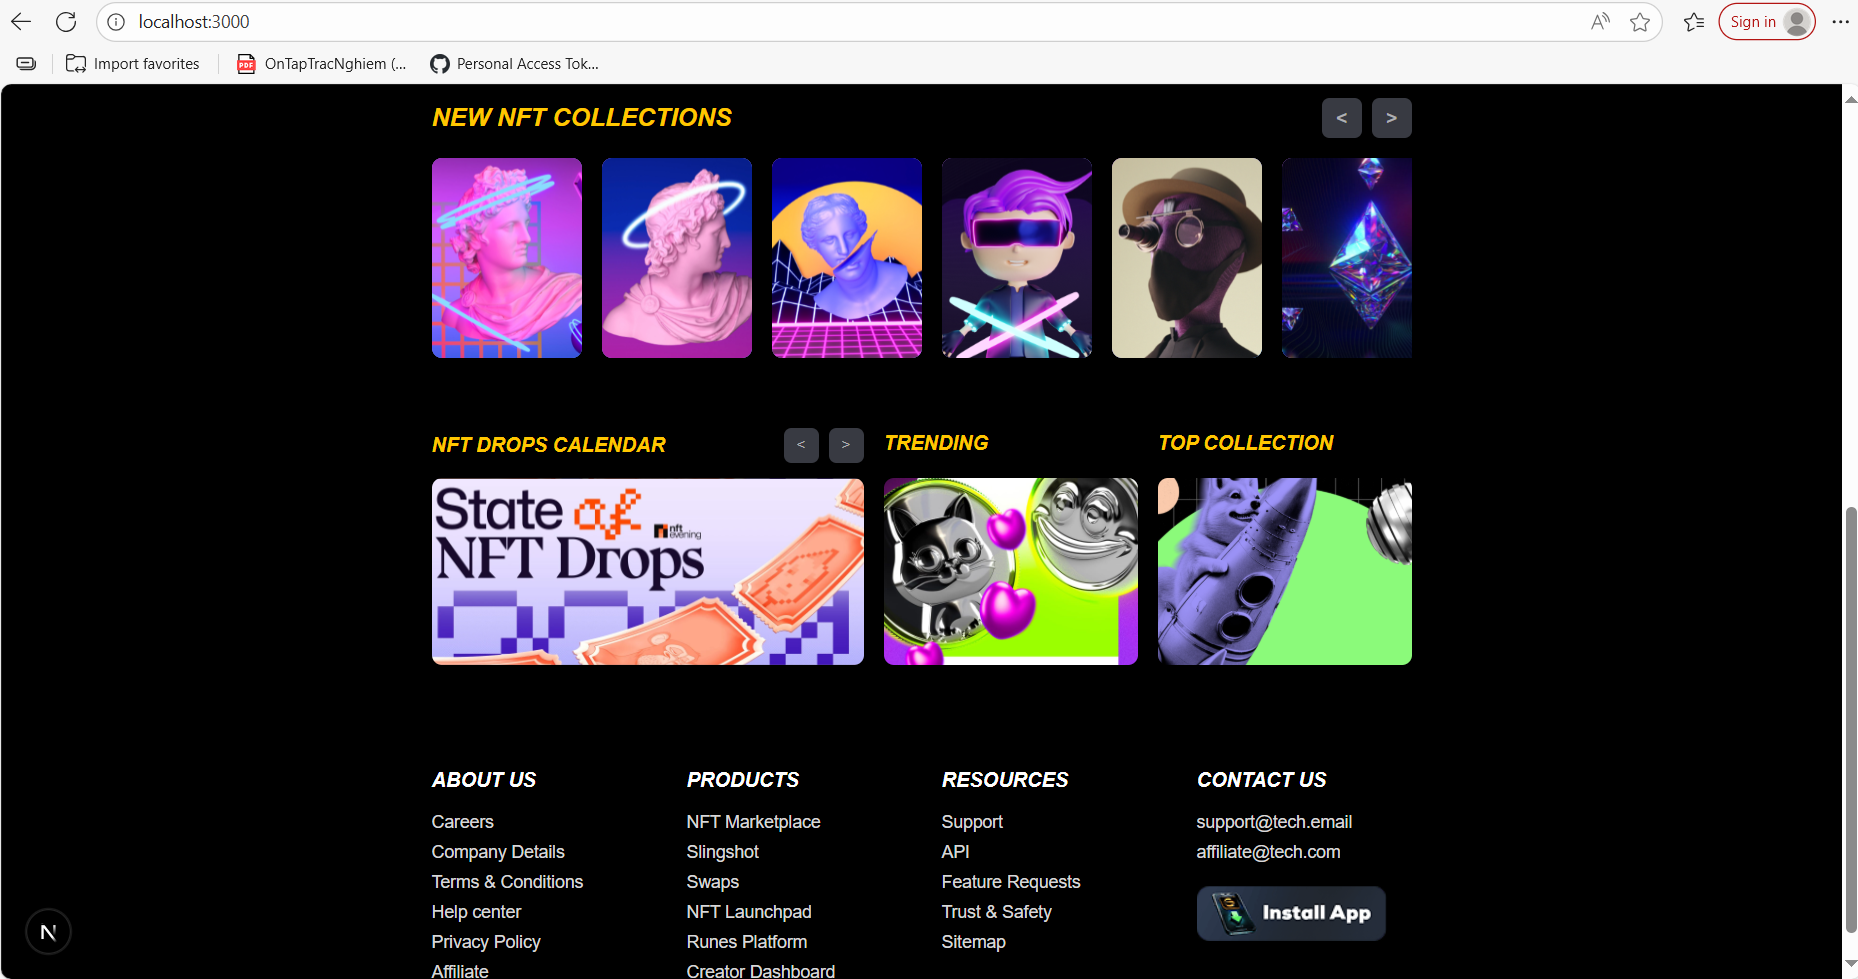 localhost:3000
Sign in
Import favorites
OnTapTracNghiem (...
Personal Access Tok...
NEW NFT COLLECTIONS
< >
NFT DROPS CALENDAR
< >
TRENDING
TOP COLLECTION
State of
nft evening
NFT Drops
ABOUT US
Careers
Company Details
Terms & Conditions
Help center
Privacy Policy
Affiliate
PRODUCTS
NFT Marketplace
Slingshot
Swaps
NFT Launchpad
Runes Platform
Creator Dashboard
RESOURCES
Support
API
Feature Requests
Trust & Safety
Sitemap
CONTACT US
support@tech.email
affiliate@tech.com
Install App
N